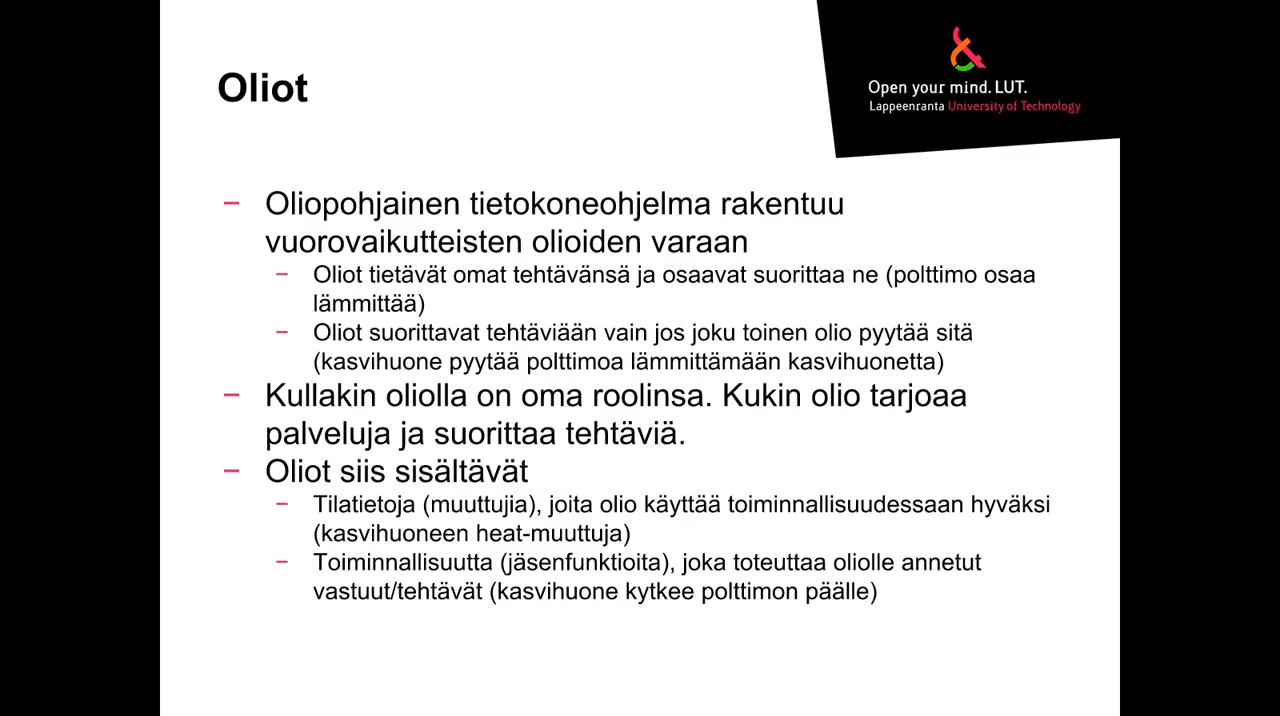 Oliot
Open your mind. LUT.
Lappeenranta University of Technology
– Oliopohjainen tietokoneohjelma rakentuu
vuorovaikutteisten olioiden varaan
– Oliot tietävät omat tehtävänsä ja osaavat suorittaa ne (polttimo osaa
lämmittää)
– Oliot suorittavat tehtäviään vain jos joku toinen olio pyytää sitä
(kasvihuone pyytää polttimoa lämmittämään kasvihuonetta)
– Kullakin oliolla on oma roolinsa. Kukin olio tarjoaa
palveluja ja suorittaa tehtäviä.
– Oliot siis sisältävät
– Tilatietoja (muuttujia), joita olio käyttää toiminnallisuudessaan hyväksi
(kasvihuoneen heat-muuttuja)
– Toiminnallisuutta (jäsenfunktioita), joka toteuttaa oliolle annetut
vastuut/tehtävät (kasvihuone kytkee polttimon päälle)